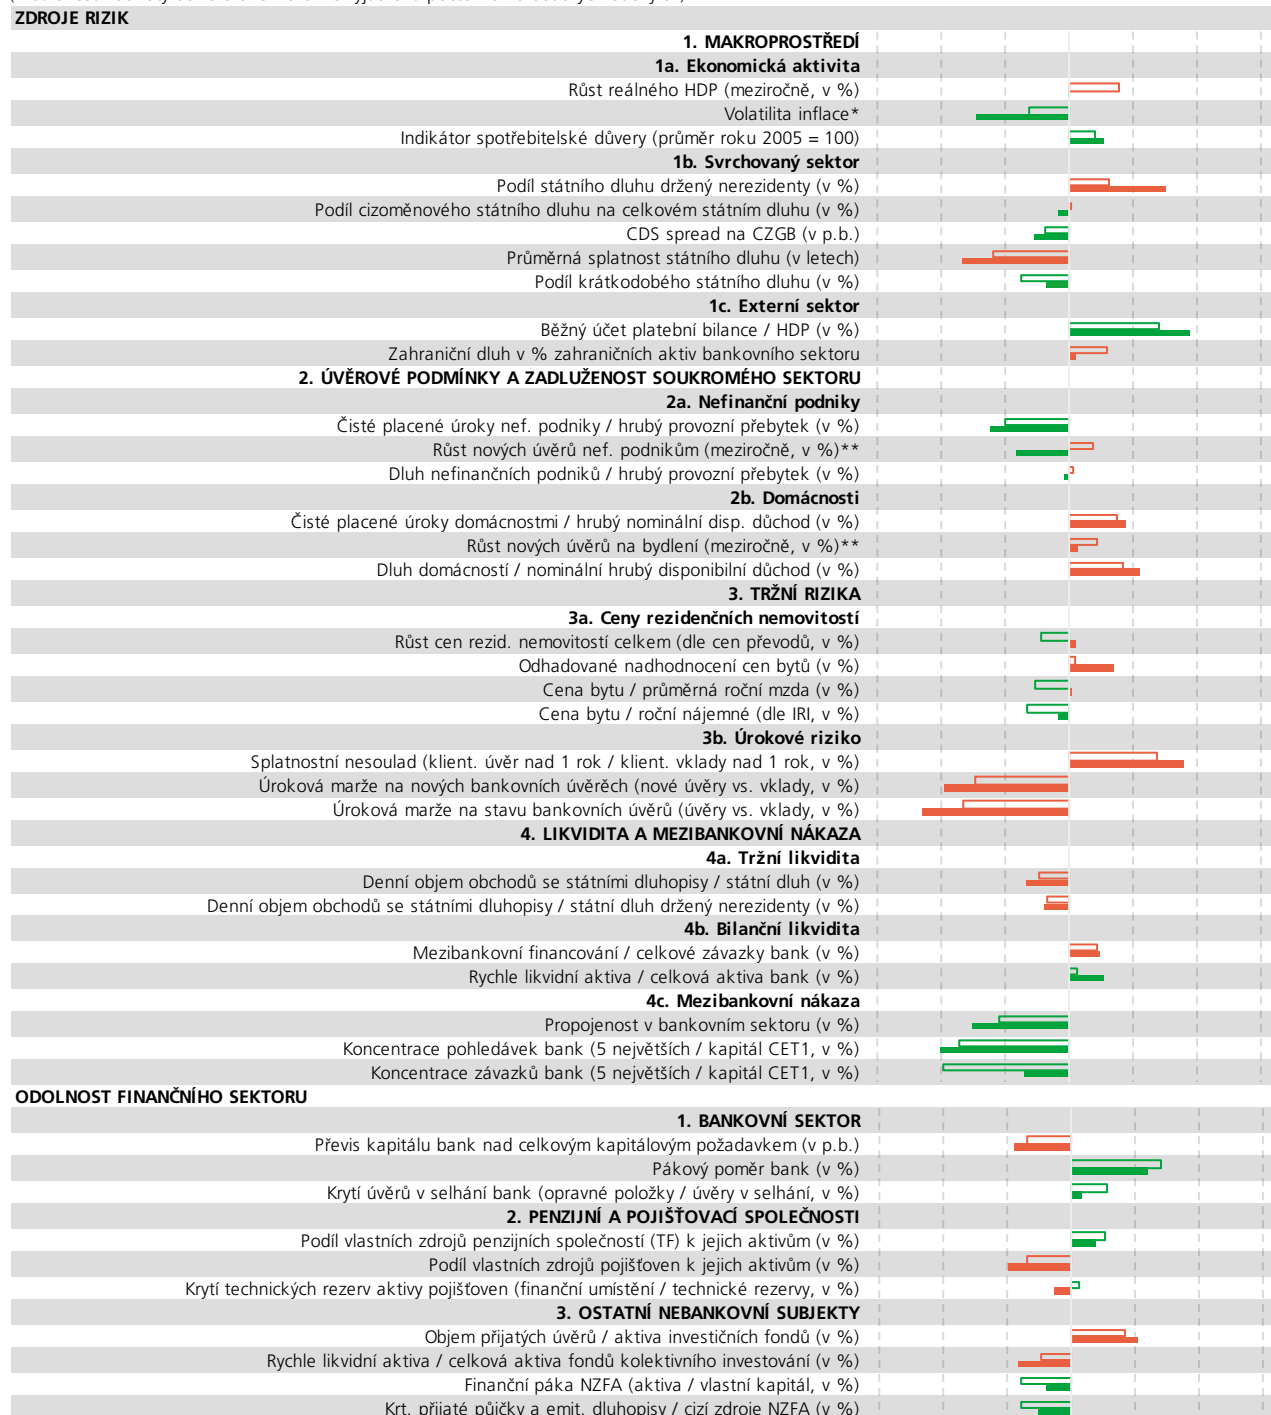 ZDROJE RIZIK
1. MAKROPROSTŘEDÍ
1a. Ekonomická aktivita
Růst reálného HDP (meziročně, v %)
Volatilita inflace*
Indikátor spotřebitelské důvery (průměr roku 2005 = 100)
1b. Svrchovaný sektor
Podíl státního dluhu držený nerezidenty (v %)
Podíl cizoměnového státního dluhu na celkovém státním dluhu (v %)
CDS spread na CZGB (v p.b.)
Průměrná splatnost státního dluhu (v letech)
Podíl krátkodobého státního dluhu (v %)
1c. Externí sektor
Běžný účet platební bilance / HDP (v %)
Zahraniční dluh v % zahraničních aktiv bankovního sektoru
2. ÚVĚROVÉ PODMÍNKY A ZADLUŽENOST SOUKROMÉHO SEKTORU
2a. Nefinanční podniky
Čisté placené úroky nef. podniky / hrubý provozní přebytek (v %)
Růst nových úvěrů nef. podnikům (meziročně, v %)**
Dluh nefinančních podniků / hrubý provozní přebytek (v %)
2b. Domácnosti
Čisté placené úroky domácnostmi / hrubý nominální disp. důchod (v %)
Růst nových úvěrů na bydlení (meziročně, v %)**
Dluh domácností / nominální hrubý disponibilní důchod (v %)
3. TRŽNÍ RIZIKA
3a. Ceny rezidenčních nemovitostí
Růst cen rezid. nemovitostí celkem (dle cen převodů, v %)
Odhadované nadhodnocení cen bytů (v %)
Cena bytu / průměrná roční mzda (v %)
Cena bytu / roční nájemné (dle IRI, v %)
3b. Úrokové riziko
Splatnostní nesoulad (klient. úvěr nad 1 rok / klient. vklady nad 1 rok, v %)
Úroková marže na nových bankovních úvěrěch (nové úvěry vs. vklady, v %)
Úroková marže na stavu bankovních úvěrů (úvěry vs. vklady, v %)
4. LIKVIDITA A MEZIBANKOVNÍ NÁKAZA
4a. Tržní likvidita
Denní objem obchodů se státními dluhopisy / státní dluh (v %)
Denní objem obchodů se státními dluhopisy / státní dluh držený nerezidenty (v %)
4b. Bilanční likvidita
Mezibankovní financování / celkové závazky bank (v %)
Rychle likvidní aktiva / celková aktiva bank (v %)
4c. Mezibankovní nákaza
Propojenost v bankovním sektoru (v %)
Koncentrace pohledávek bank (5 největších / kapitál CET1, v %)
Koncentrace závazků bank (5 největších / kapitál CET1, v %)
ODOLNOST FINANČNÍHO SEKTORU
1. BANKOVNÍ SEKTOR
Převis kapitálu bank nad celkovým kapitálovým požadavkem (v p.b.)
Pákový poměr bank (v %)
Krytí úvěrů v selhání bank (opravné položky / úvěry v selhání, v %)
2. PENZIJNÍ A POJIŠŤOVACÍ SPOLEČNOSTI
Podíl vlastních zdrojů penzijních společností (TF) k jejich aktivům (v %)
Podíl vlastních zdrojů pojišťoven k jejich aktivům (v %)
Krytí technických rezerv aktivy pojišťoven (finanční umístění / technické rezervy, v %)
3. OSTATNÍ NEBANKOVNÍ SUBJEKTY
Objem přijatých úvěrů / aktiva investičních fondů (v %)
Rychle likvidní aktiva / celková aktiva fondů kolektivního investování (v %)
Finanční páka NZFA (aktiva / vlastní kapitál, v %)
Krt. přijaté půjčky a emit. dluhopisy / cizí zdroje NZFA (v %)